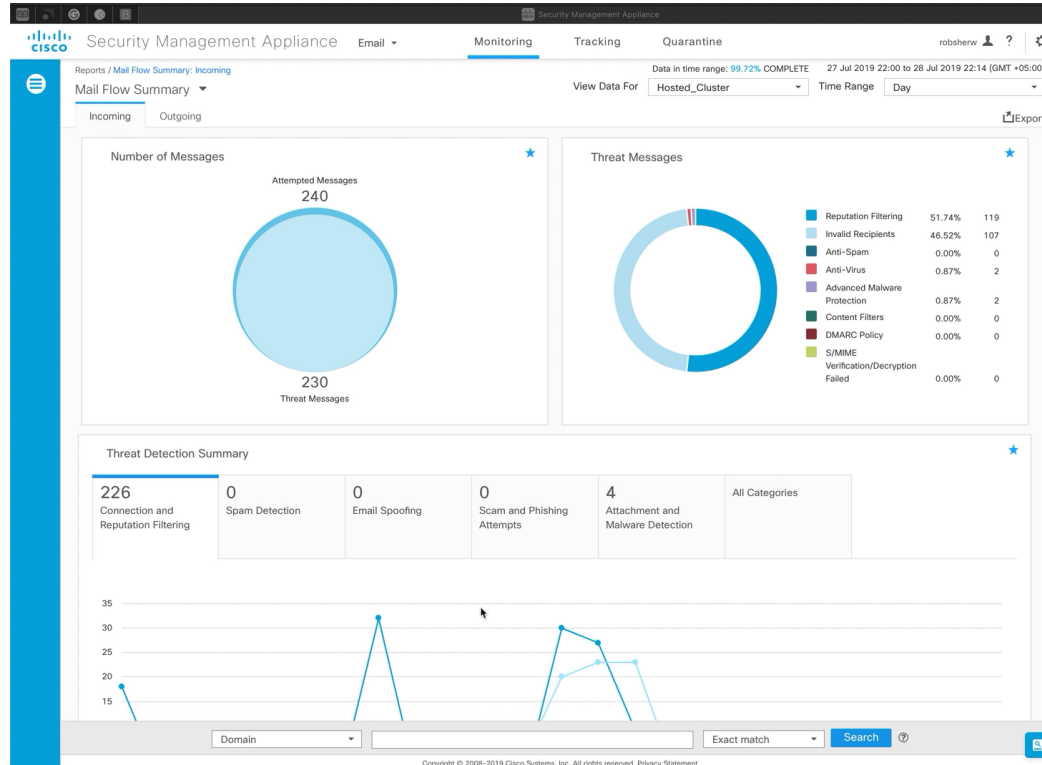 Security Management Appliance
CISCO Security Management Appliance Email Monitoring Tracking Quarantine robsherw ?
Reports / Mail Flow Summary: Incoming
Data in time range: 99.72% COMPLETE 27 Jul 2019 22:00 to 28 Jul 2019 22:14 (GMT +05:00
Mail Flow Summary View Data For Hosted_Cluster Time Range Day
Incoming Outgoing Export
Number of Messages
Attempted Messages
240
230
Threat Messages
Threat Messages
Reputation Filtering 51.74% 119
Invalid Recipients 46.52% 107
Anti-Spam 0.00% 0
Anti-Virus 0.87% 2
Advanced Malware
Protection 0.87% 2
Content Filters 0.00% 0
DMARC Policy 0.00% 0
S/MIME
Verification/Decryption
Failed 0.00% 0
Threat Detection Summary
226
Connection and
Reputation Filtering
0
Spam Detection
0
Email Spoofing
0
Scam and Phishing
Attempts
4
Attachment and
Malware Detection
All Categories
35
30
25
20
15
Domain Exact match Search ?
Copyright © 2008-2019 Cisco Systems, Inc. All rights reserved. Privacy Statement